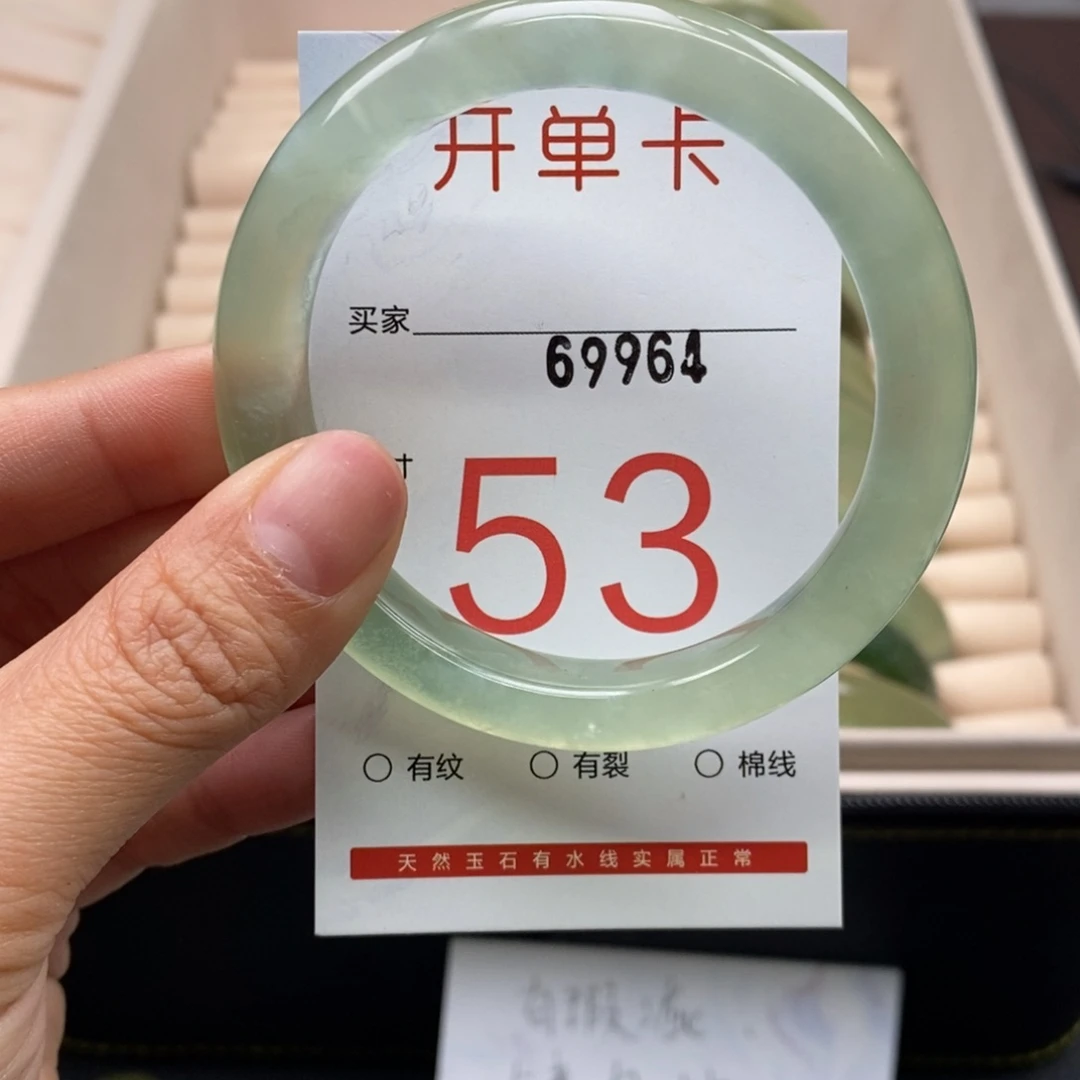 开单卡
买家
69964
寸 53
有纹 有裂 棉线
天然玉石有水线实属正常